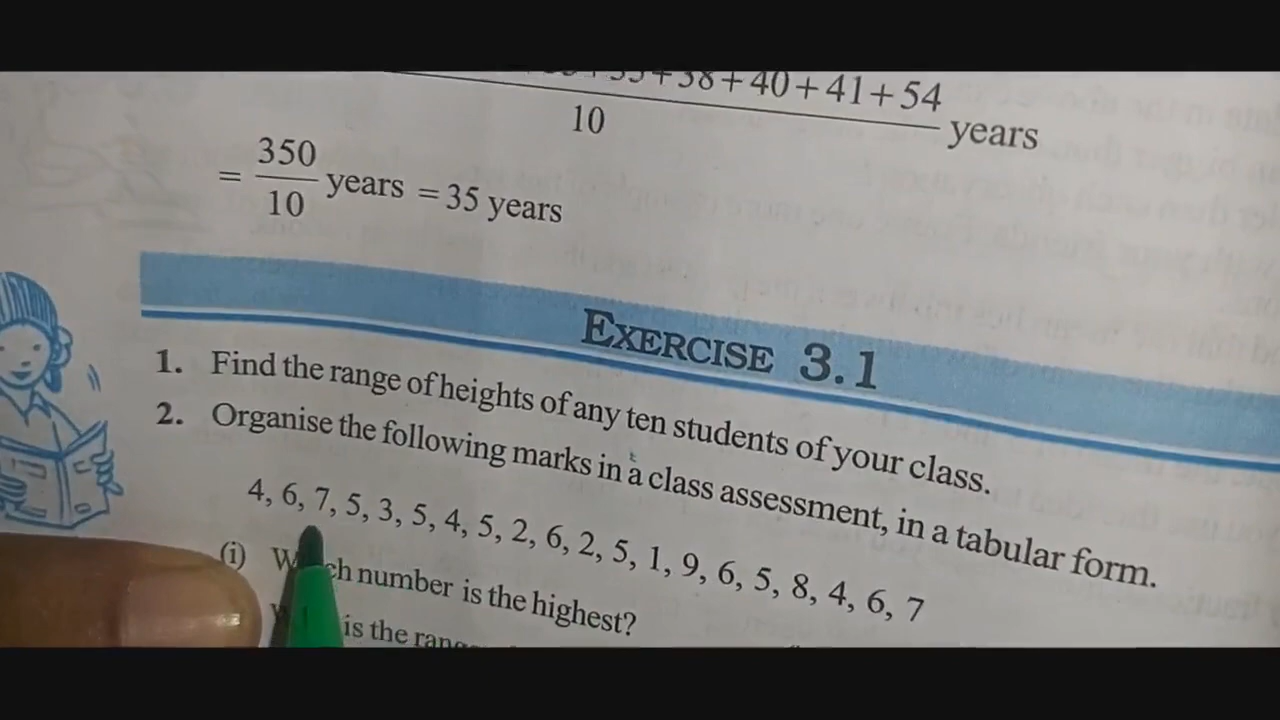 +38+40+41+54
10
years
= 350/10 years = 35 years
EXERCISE 3.1
1. Find the range of heights of any ten students of your class.
2. Organise the following marks in a class assessment, in a tabular form.
4, 6, 7, 5, 3, 5, 4, 5, 2, 6, 2, 5, 1, 9, 6, 5, 8, 4, 6, 7
(i) number is the highest?
is the